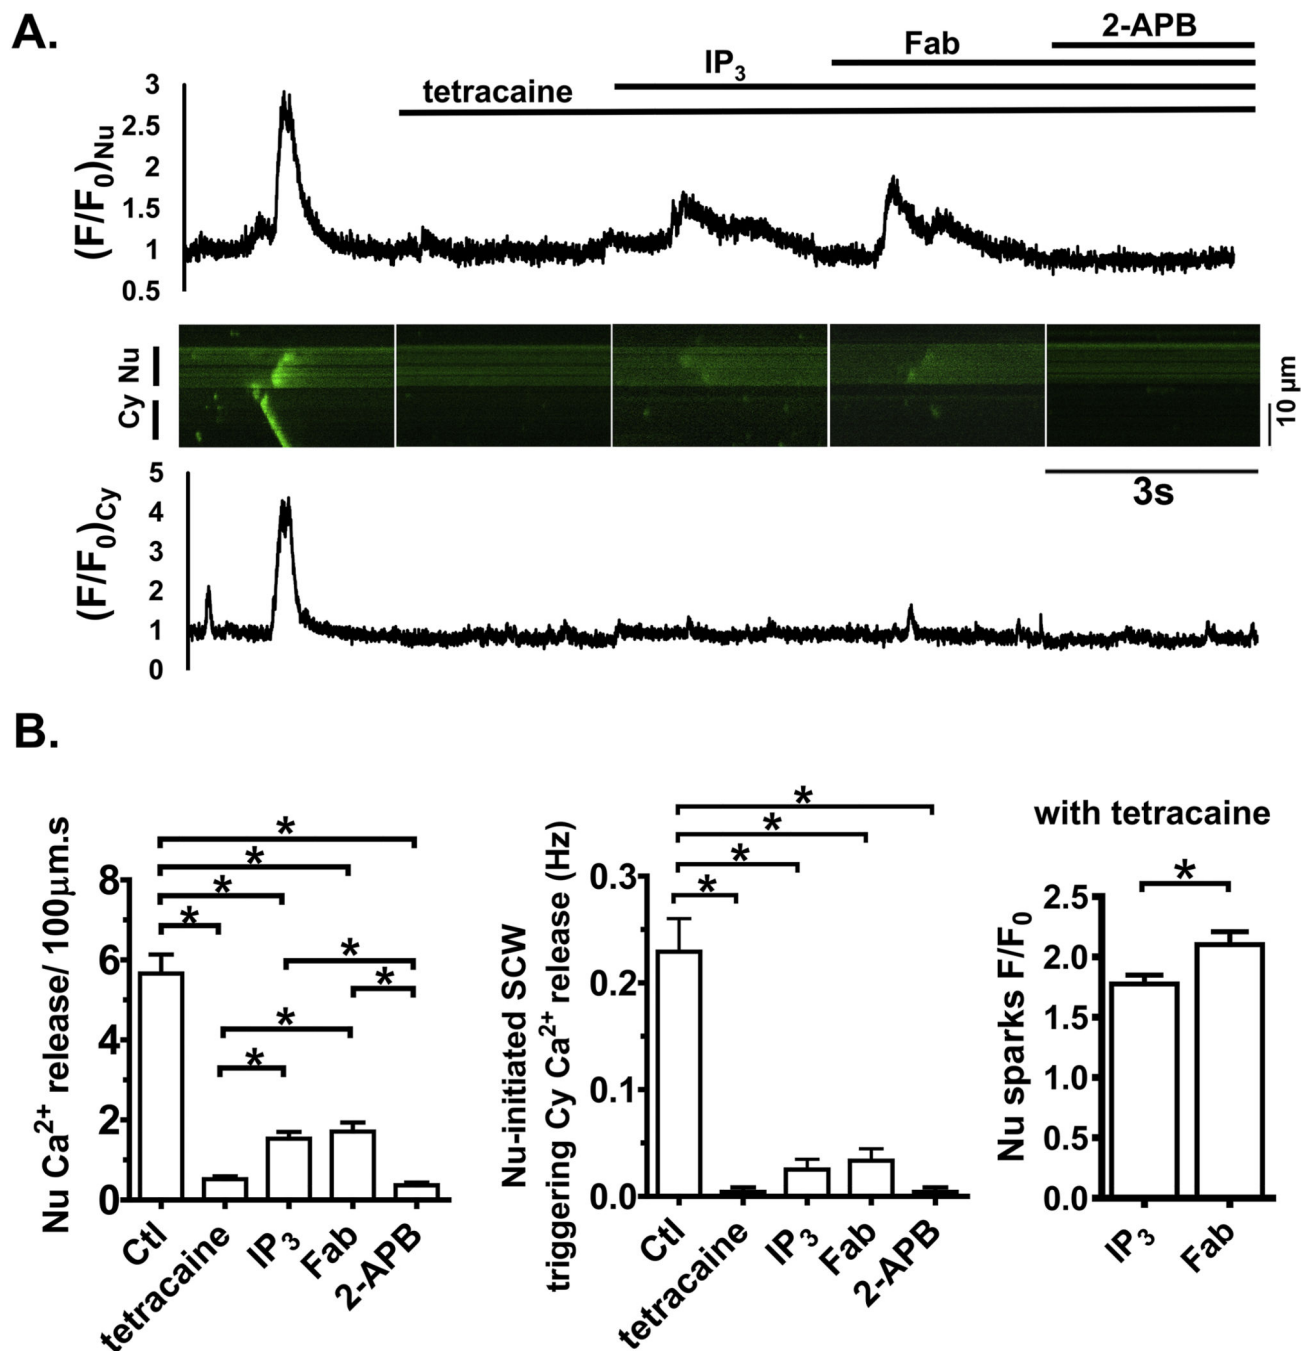 A.
2-APB
Fab
IP₃
tetracaine
(F/F₀)Nu
3
2.5
2
1.5
1
0.5
Nu
Cy
10 µm
3s
(F/F₀)Cy
5
4
3
2
1
0
B.
Nu Ca²⁺ release/ 100µm.s
8
6
4
2
0
*
*
*
*
*
*
*
*
Ctl
tetracaine
IP₃
Fab
2-APB
Nu-initiated SCW
triggering Cy Ca²⁺ release (Hz)
0.3
0.2
0.1
0.0
*
*
*
*
Ctl
tetracaine
IP₃
Fab
2-APB
with tetracaine
Nu sparks F/F₀
2.5
2.0
1.5
1.0
0.5
0.0
*
IP₃
Fab